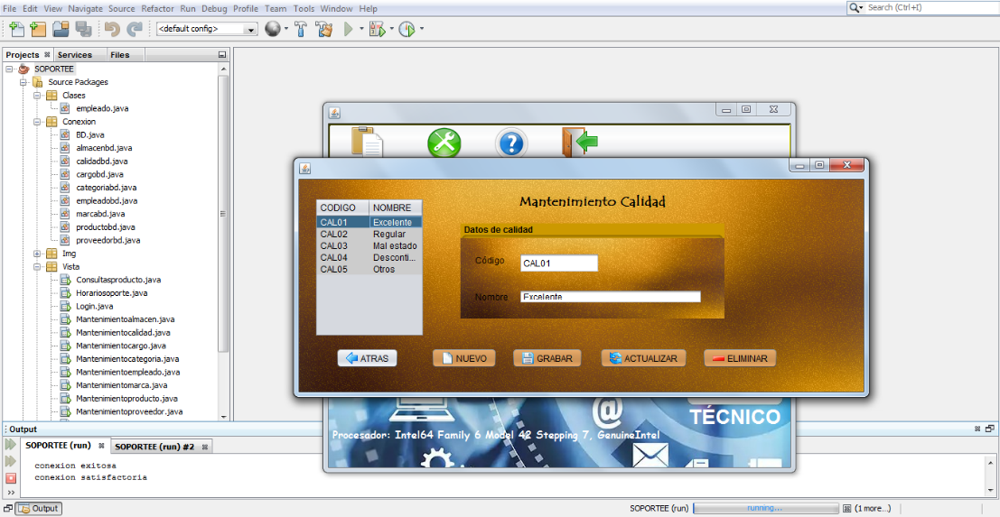 File Edit View Navigate Source Refactor Run Debug Profile Team Tools Window Help
Search (Ctrl+I)
<default config>
Projects Services Files
SOPORTEE
Source Packages
Clases
empleado.java
Conexion
BD.java
almacenbd.java
calidadbd.java
cargobd.java
categoriabd.java
empleadobd.java
marcabd.java
productobd.java
proveedorbd.java
Img
Vista
Consultasproducto.java
Horariosoporte.java
Login.java
Mantenimientoalmacen.java
Mantenimientocalidad.java
Mantenimientocargo.java
Mantenimientocategoria.java
Mantenimientoempleado.java
Mantenimientomarca.java
Mantenimientoproducto.java
Mantenimientoproveedor.java
Mantenimiento Calidad
CODIGO NOMBRE
CAL01 Excelente
CAL02 Regular
CAL03 Mal estado
CAL04 Desconti...
CAL05 Otros
Datos de calidad
Código CAL01
Nombre Excelente
ATRAS NUEVO GRABAR ACTUALIZAR ELIMINAR
TÉCNICO
Procesador: Intel64 Family 6 Model 42 Stepping 7, GenuineIntel
Output
SOPORTEE (run) SOPORTEE (run) #2
conexion exitosa
conexion satisfactoria
Output
SOPORTEE (run) running... (1 more...)